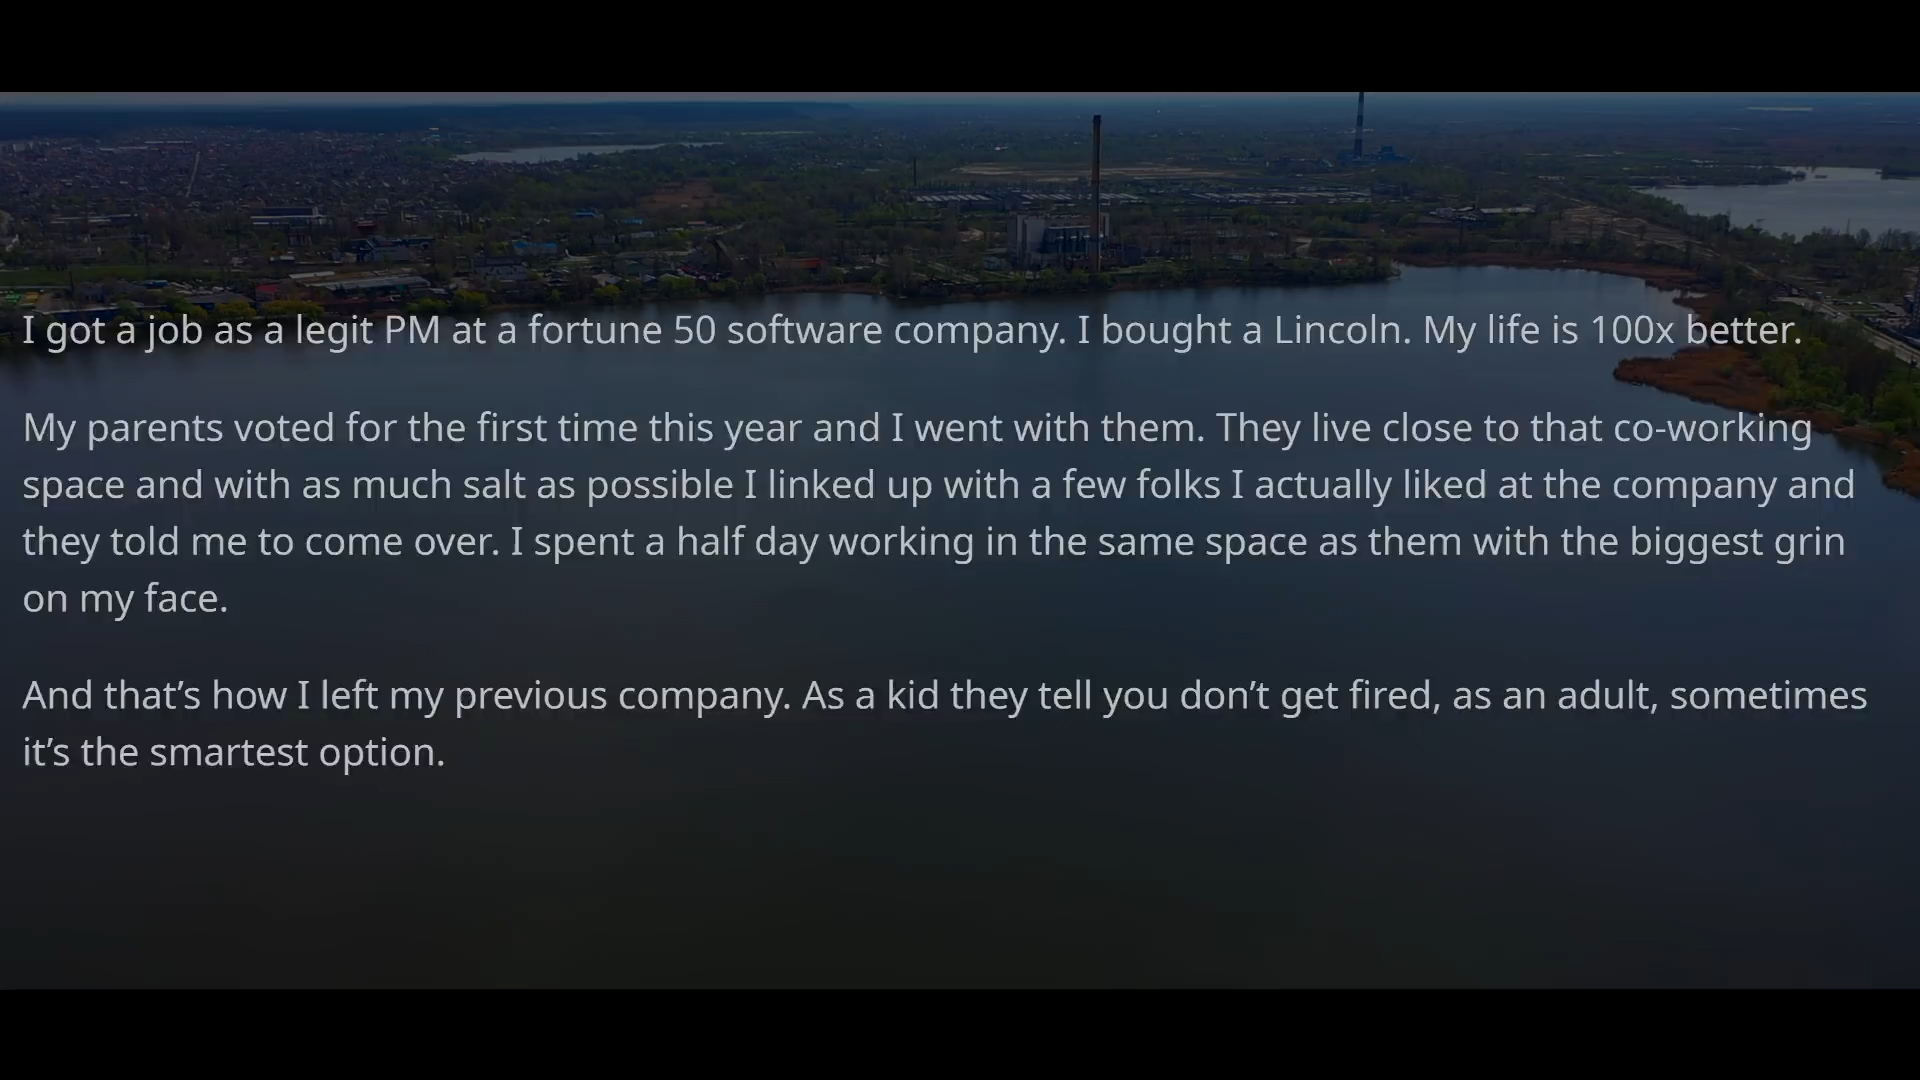 I got a job as a legit PM at a fortune 50 software company. I bought a Lincoln. My life is 100x better.
My parents voted for the first time this year and I went with them. They live close to that co-working
space and with as much salt as possible I linked up with a few folks I actually liked at the company and
they told me to come over. I spent a half day working in the same space as them with the biggest grin
on my face.
And that’s how I left my previous company. As a kid they tell you don’t get fired, as an adult, sometimes
it’s the smartest option.